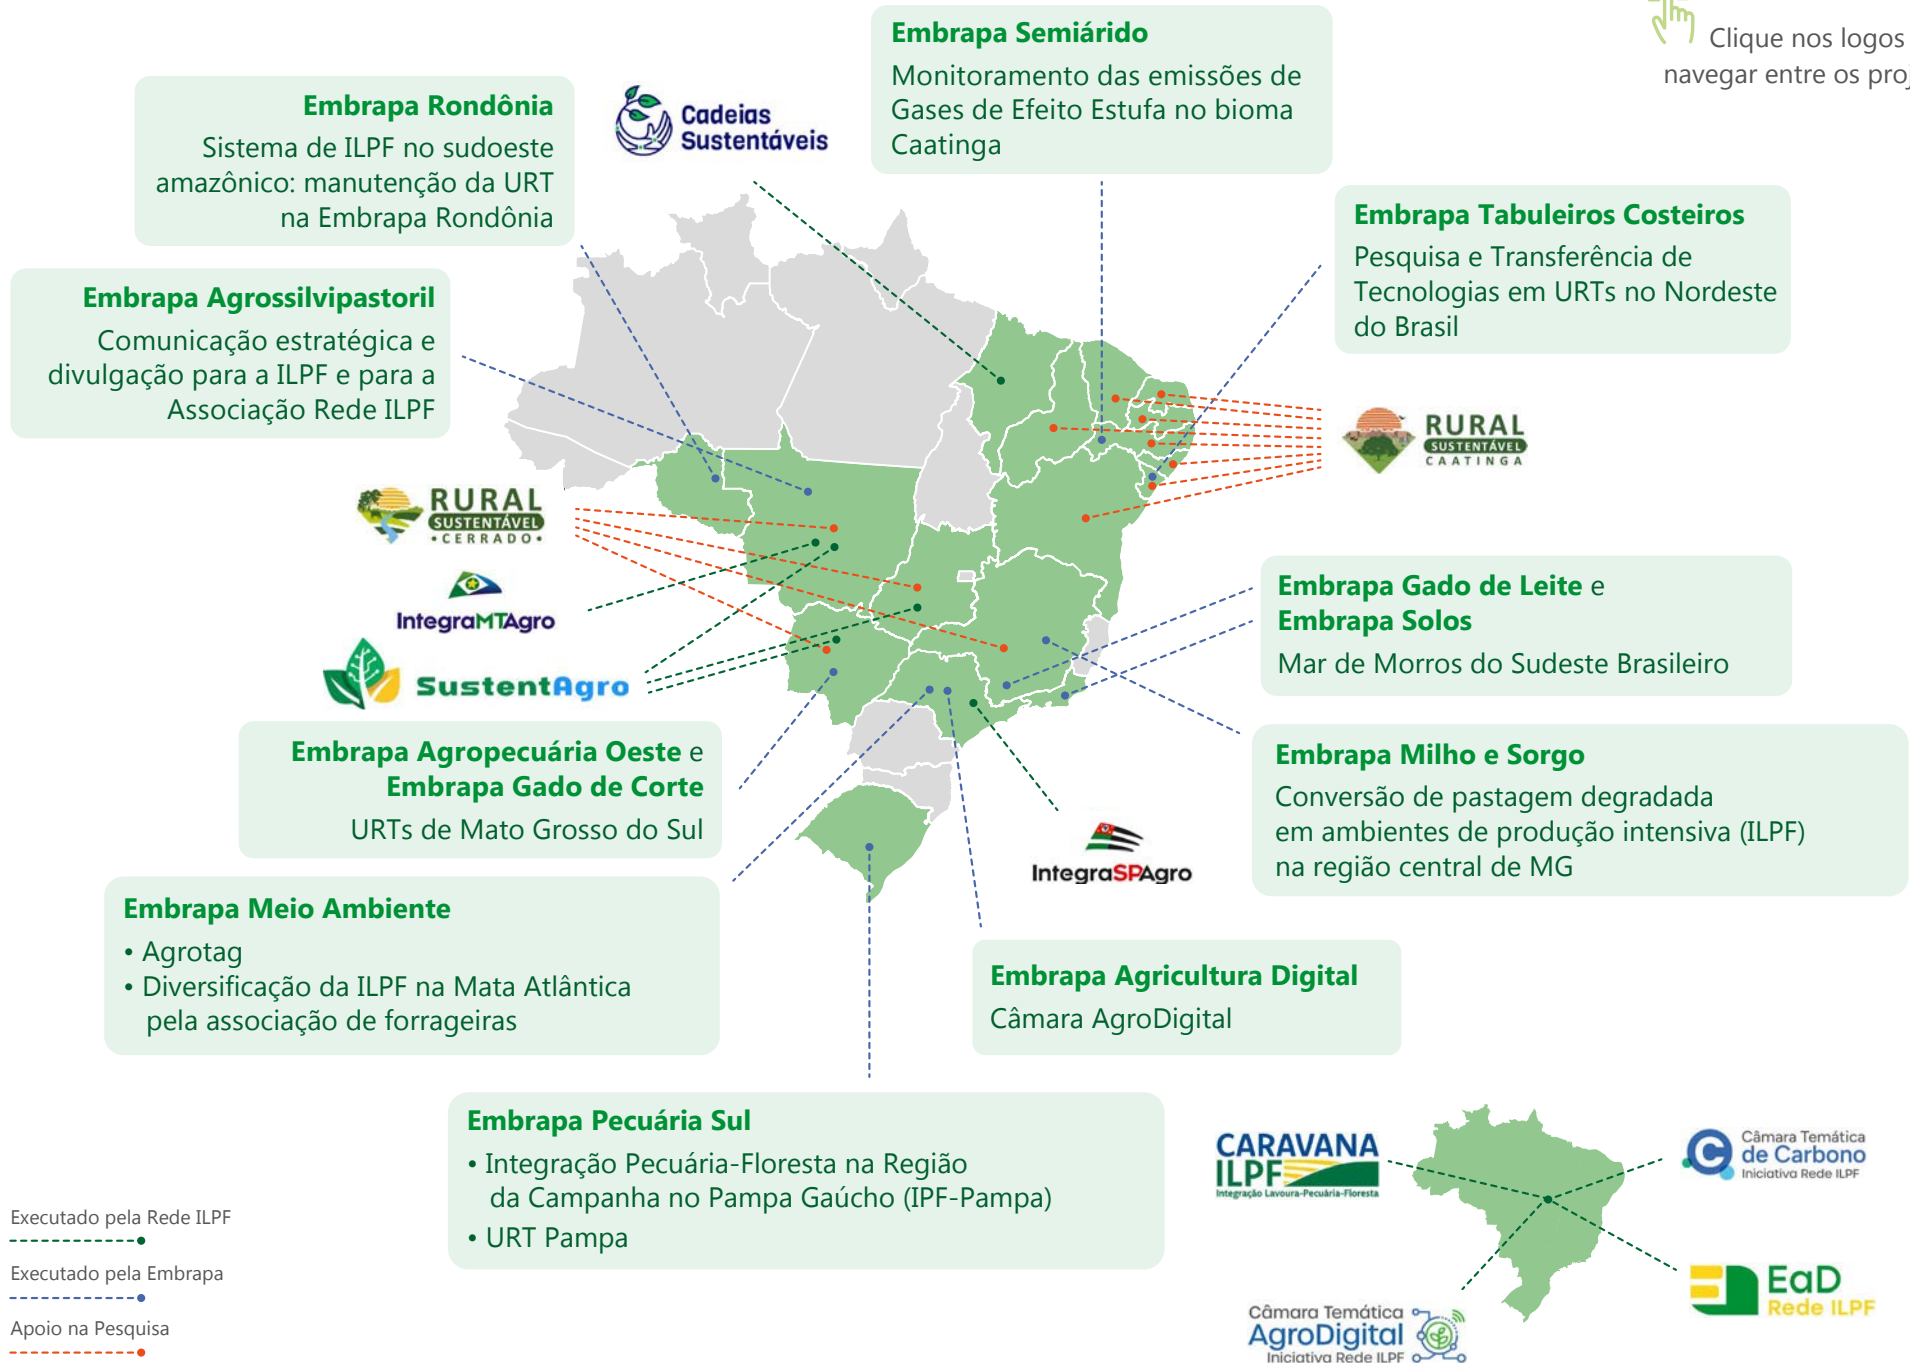 Clique nos logos
navegar entre os proj
Embrapa Semiárido
Monitoramento das emissões de
Gases de Efeito Estufa no bioma
Caatinga
Embrapa Rondônia
Sistema de ILPF no sudoeste
amazônico: manutenção da URT
na Embrapa Rondônia
Cadeias
Sustentáveis
Embrapa Tabuleiros Costeiros
Pesquisa e Transferência de
Tecnologias em URTs no Nordeste
do Brasil
Embrapa Agrossilvipastoril
Comunicação estratégica e
divulgação para a ILPF e para a
Associação Rede ILPF
RURAL
SUSTENTÁVEL
CAATINGA
RURAL
SUSTENTÁVEL
•CERRADO•
IntegraMTAgro
SustentAgro
Embrapa Gado de Leite e
Embrapa Solos
Mar de Morros do Sudeste Brasileiro
Embrapa Agropecuária Oeste e
Embrapa Gado de Corte
URTs de Mato Grosso do Sul
Embrapa Milho e Sorgo
Conversão de pastagem degradada
em ambientes de produção intensiva (ILPF)
na região central de MG
IntegraSPAgro
Embrapa Meio Ambiente
• Agrotag
• Diversificação da ILPF na Mata Atlântica
pela associação de forrageiras
Embrapa Agricultura Digital
Câmara AgroDigital
Embrapa Pecuária Sul
• Integração Pecuária-Floresta na Região
da Campanha no Pampa Gaúcho (IPF-Pampa)
• URT Pampa
CARAVANA
ILPF
Integração Lavoura-Pecuária-Floresta
Câmara Temática
de Carbono
Iniciativa Rede ILPF
EaD
Rede ILPF
Câmara Temática
AgroDigital
Iniciativa Rede ILPF
Executado pela Rede ILPF
Executado pela Embrapa
Apoio na Pesquisa